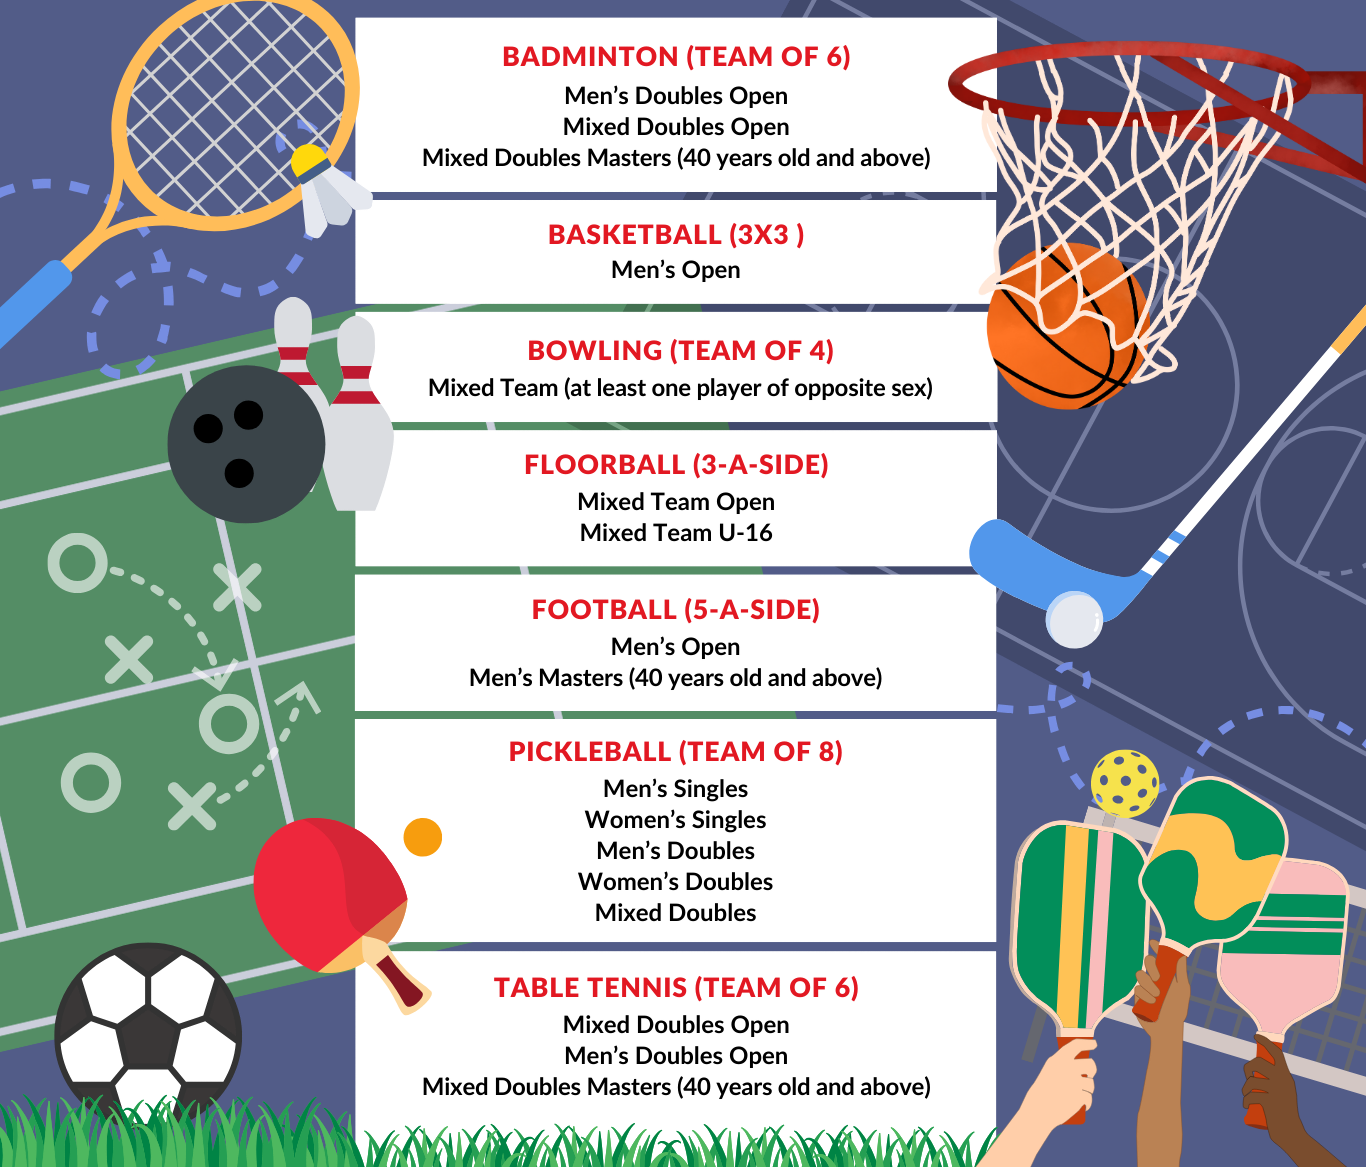 BADMINTON (TEAM OF 6)
Men’s Doubles Open
Mixed Doubles Open
Mixed Doubles Masters (40 years old and above)
BASKETBALL (3X3 )
Men’s Open
BOWLING (TEAM OF 4)
Mixed Team (at least one player of opposite sex)
FLOORBALL (3-A-SIDE)
Mixed Team Open
Mixed Team U-16
FOOTBALL (5-A-SIDE)
Men’s Open
Men’s Masters (40 years old and above)
PICKLEBALL (TEAM OF 8)
Men’s Singles
Women’s Singles
Men’s Doubles
Women’s Doubles
Mixed Doubles
TABLE TENNIS (TEAM OF 6)
Mixed Doubles Open
Men’s Doubles Open
Mixed Doubles Masters (40 years old and above)